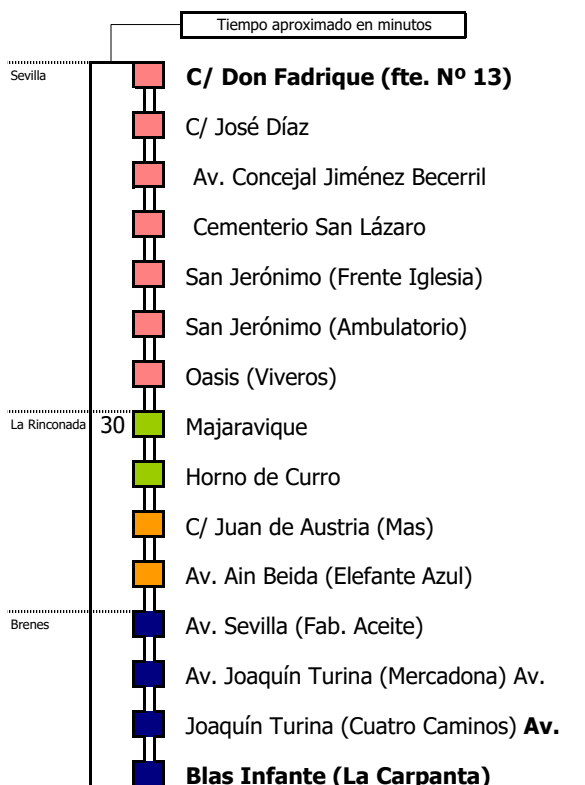 Tiempo aproximado en minutos
Sevilla
C/ Don Fadrique (fte. Nº 13)
C/ José Díaz
Av. Concejal Jiménez Becerril
Cementerio San Lázaro
San Jerónimo (Frente Iglesia)
San Jerónimo (Ambulatorio)
Oasis (Viveros)
La Rinconada 30 Majaravique
Horno de Curro
C/ Juan de Austria (Mas)
Av. Ain Beida (Elefante Azul)
Brenes Av. Sevilla (Fab. Aceite)
Av. Joaquín Turina (Mercadona) Av.
Joaquín Turina (Cuatro Caminos) Av.
Blas Infante (La Carpanta)